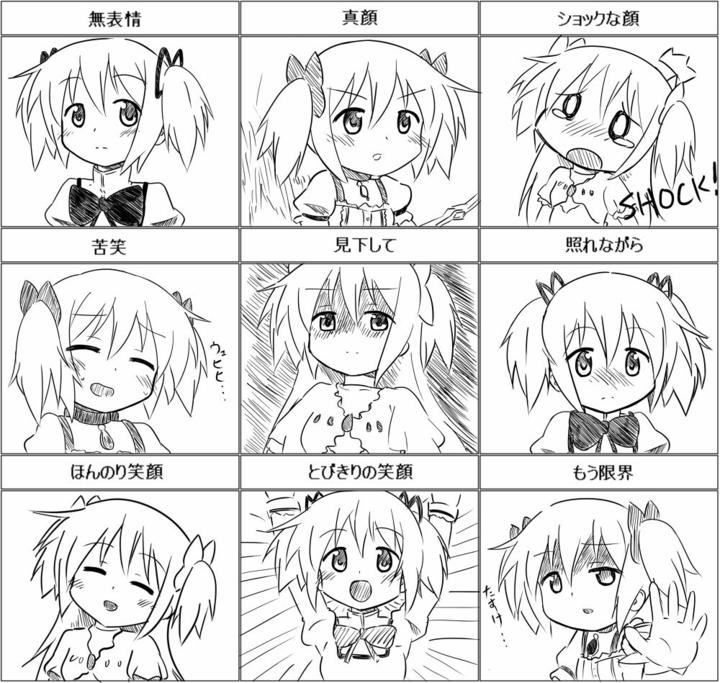 無表情
真顔
ショックな顔
SHOCK!
苦笑
見下して
照れながら
ウェヒヒ…
ほんのり笑顔
とびきりの笑顔
もう限界
たすけ…